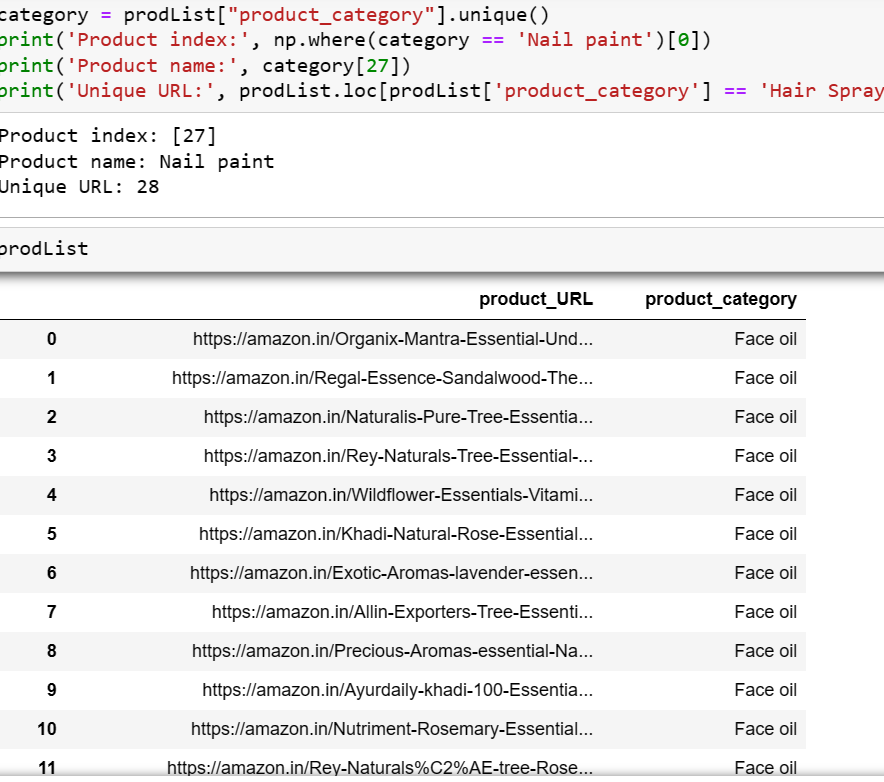 category = prodList["product_category"].unique()
print('Product index:', np.where(category == 'Nail paint')[0])
print('Product name:', category[27])
print('Unique URL:', prodList.loc[prodList['product_category'] == 'Hair Spray
Product index: [27]
Product name: Nail paint
Unique URL: 28
prodList
product_URL product_category
0 https://amazon.in/Organix-Mantra-Essential-Und... Face oil
1 https://amazon.in/Regal-Essence-Sandalwood-The... Face oil
2 https://amazon.in/Naturalis-Pure-Tree-Essentia... Face oil
3 https://amazon.in/Rey-Naturals-Tree-Essential-... Face oil
4 https://amazon.in/Wildflower-Essentials-Vitami... Face oil
5 https://amazon.in/Khadi-Natural-Rose-Essential... Face oil
6 https://amazon.in/Exotic-Aromas-lavender-essen... Face oil
7 https://amazon.in/Allin-Exporters-Tree-Essenti... Face oil
8 https://amazon.in/Precious-Aromas-essential-Na... Face oil
9 https://amazon.in/Ayurdaily-khadi-100-Essentia... Face oil
10 https://amazon.in/Nutriment-Rosemary-Essential... Face oil
11 https://amazon.in/Rey-Naturals%C2%AE-tree-Rose... Face oil